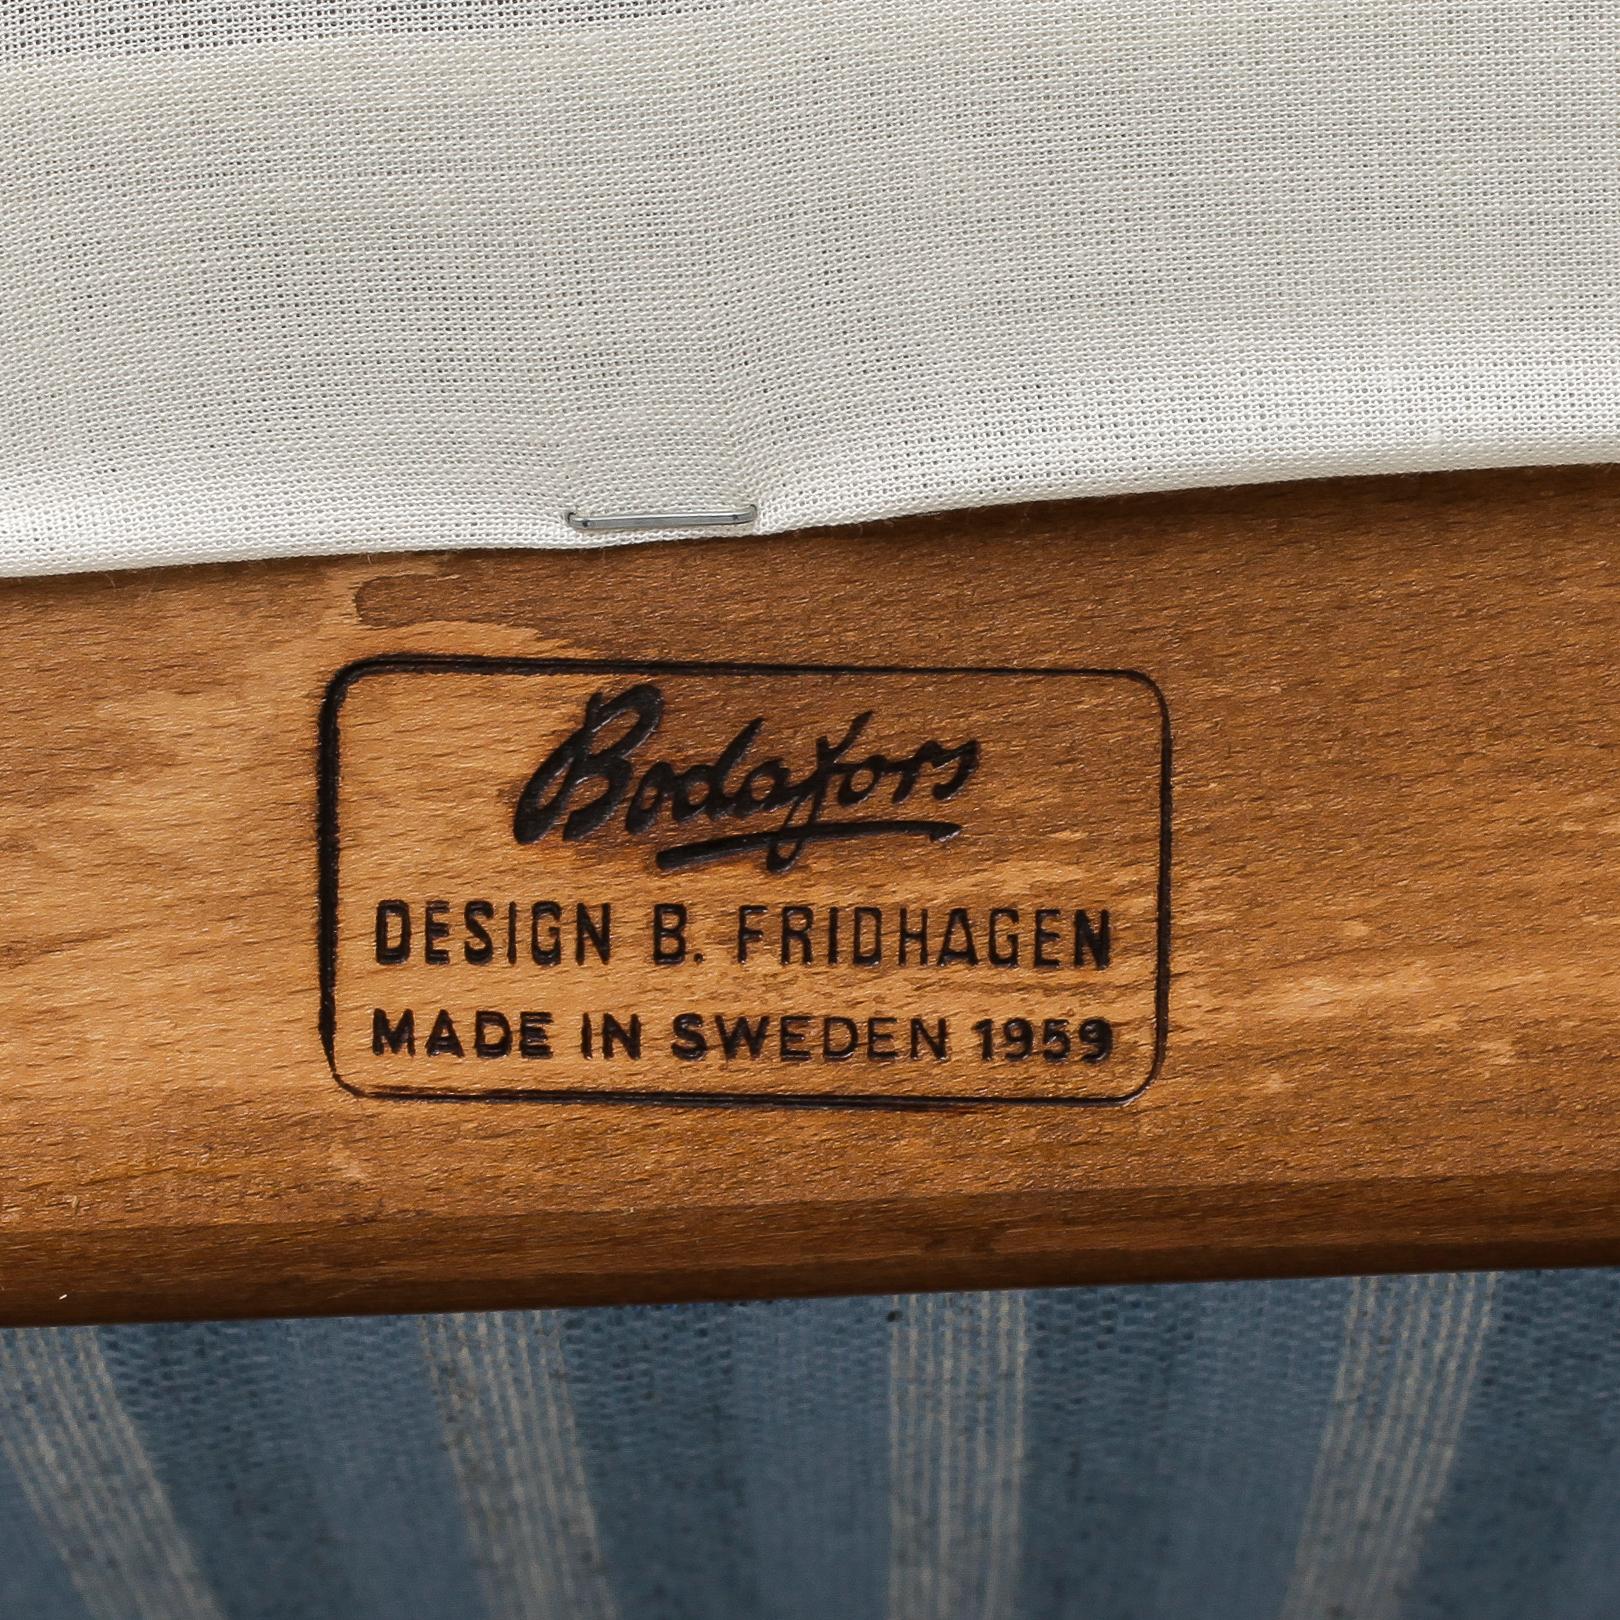 Bodafors
DESIGN B. FRIDHAGEN
MADE IN SWEDEN 1959